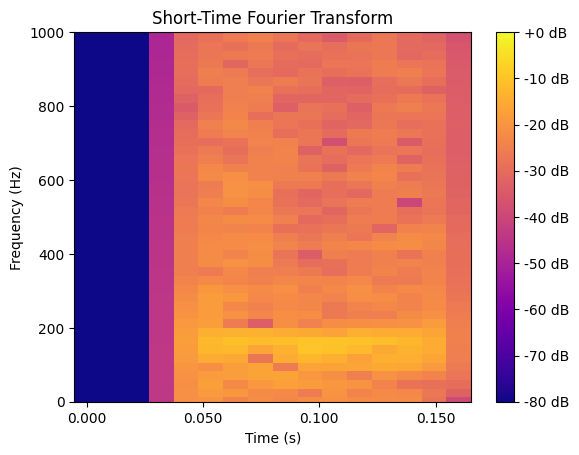 Short-Time Fourier Transform
Frequency (Hz)
1000
800
600
400
200
0
0.000
0.050
0.100
0.150
Time (s)
+0 dB
-10 dB
-20 dB
-30 dB
-40 dB
-50 dB
-60 dB
-70 dB
-80 dB